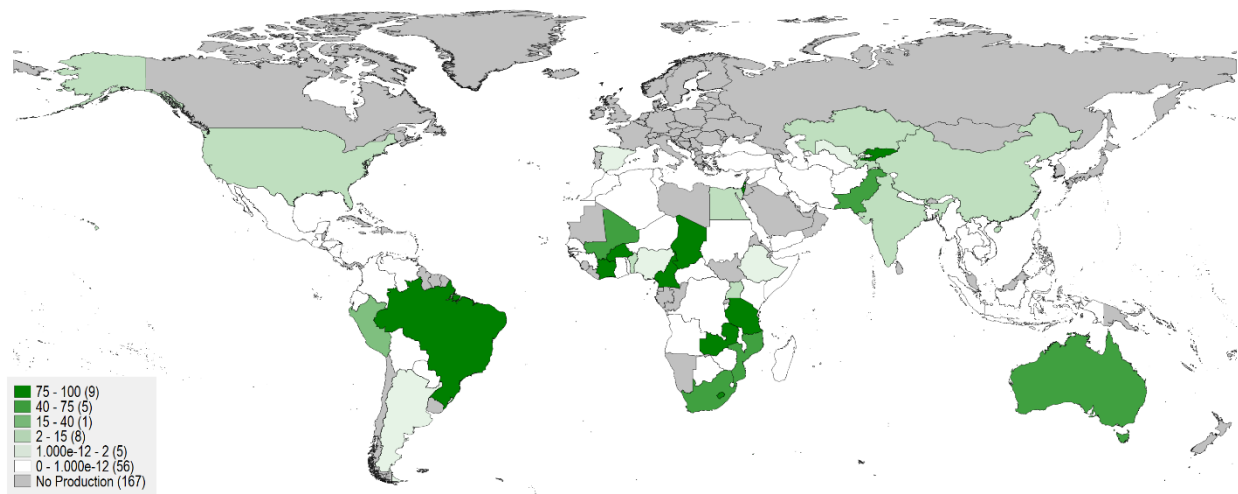 75 - 100 (9)
40 - 75 (5)
15 - 40 (1)
2 - 15 (8)
1.000e-12 - 2 (5)
0 - 1.000e-12 (56)
No Production (167)